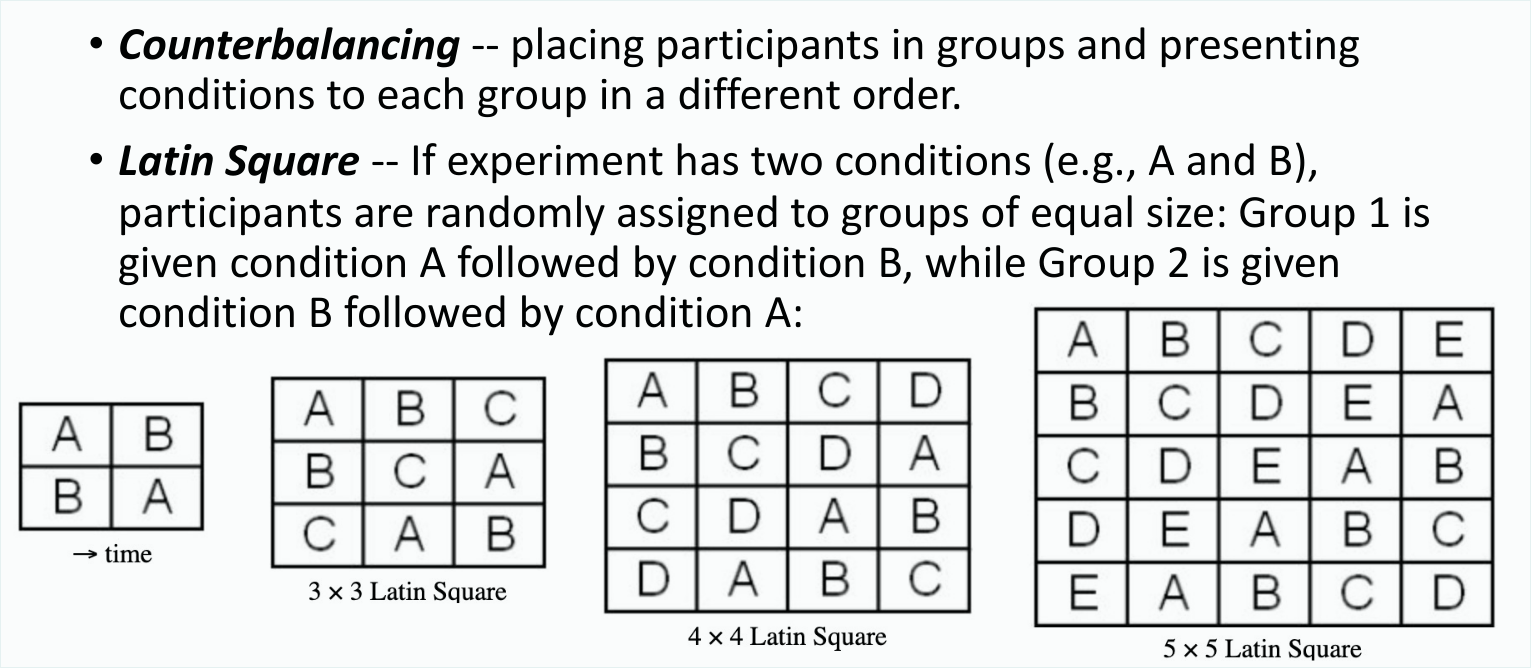 • Counterbalancing -- placing participants in groups and presenting
conditions to each group in a different order.
• Latin Square -- If experiment has two conditions (e.g., A and B),
participants are randomly assigned to groups of equal size: Group 1 is
given condition A followed by condition B, while Group 2 is given
condition B followed by condition A:
A B
B A
→ time
A B C
B C A
C A B
3 × 3 Latin Square
A B C D
B C D A
C D A B
D A B C
4 × 4 Latin Square
A B C D E
B C D E A
C D E A B
D E A B C
E A B C D
5 × 5 Latin Square